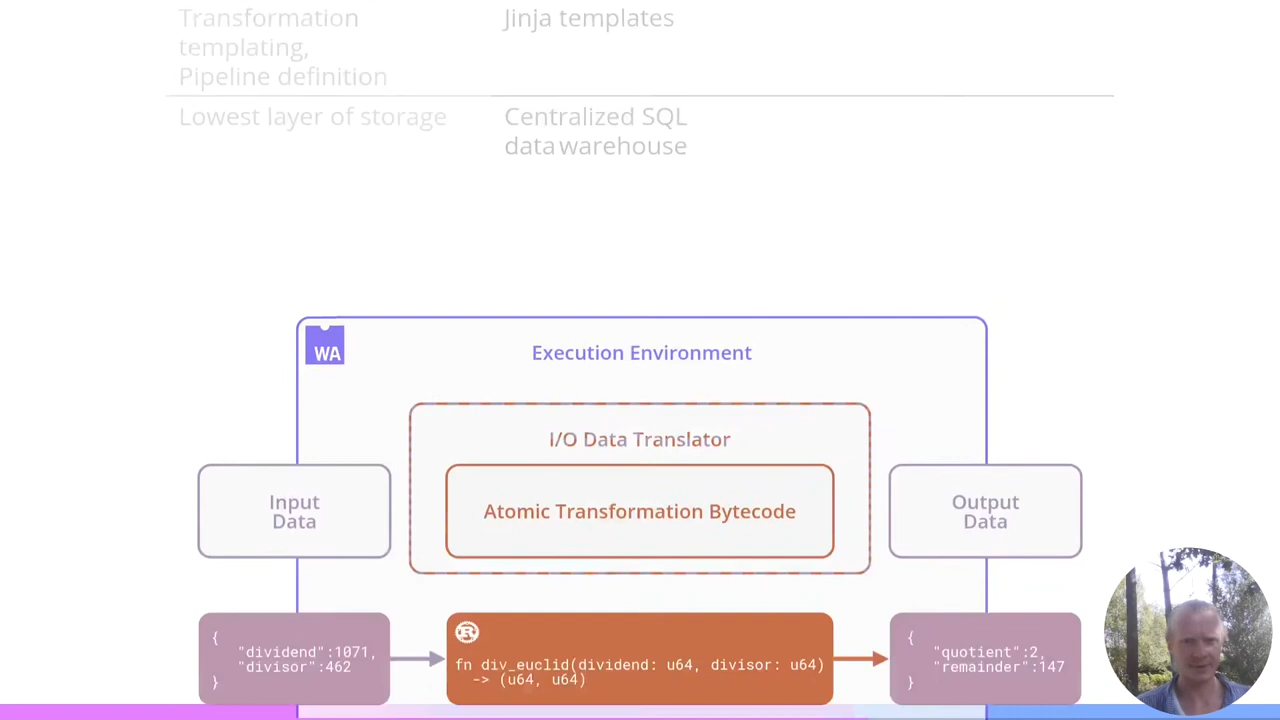 Transformation
templating,
Pipeline definition
Jinja templates
Lowest layer of storage
Centralized SQL
data warehouse
WA
Execution Environment
I/O Data Translator
Input
Data
Atomic Transformation Bytecode
Output
Data
{
"dividend":1071,
"divisor":462
}
R
fn div_euclid(dividend: u64, divisor: u64)
-> (u64, u64)
{
"quotient":2,
"remainder":147
}